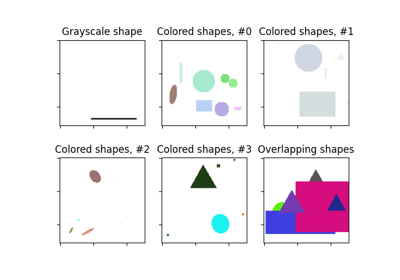 Grayscale shape
Colored shapes, #0
Colored shapes, #1
Colored shapes, #2
Colored shapes, #3
Overlapping shapes